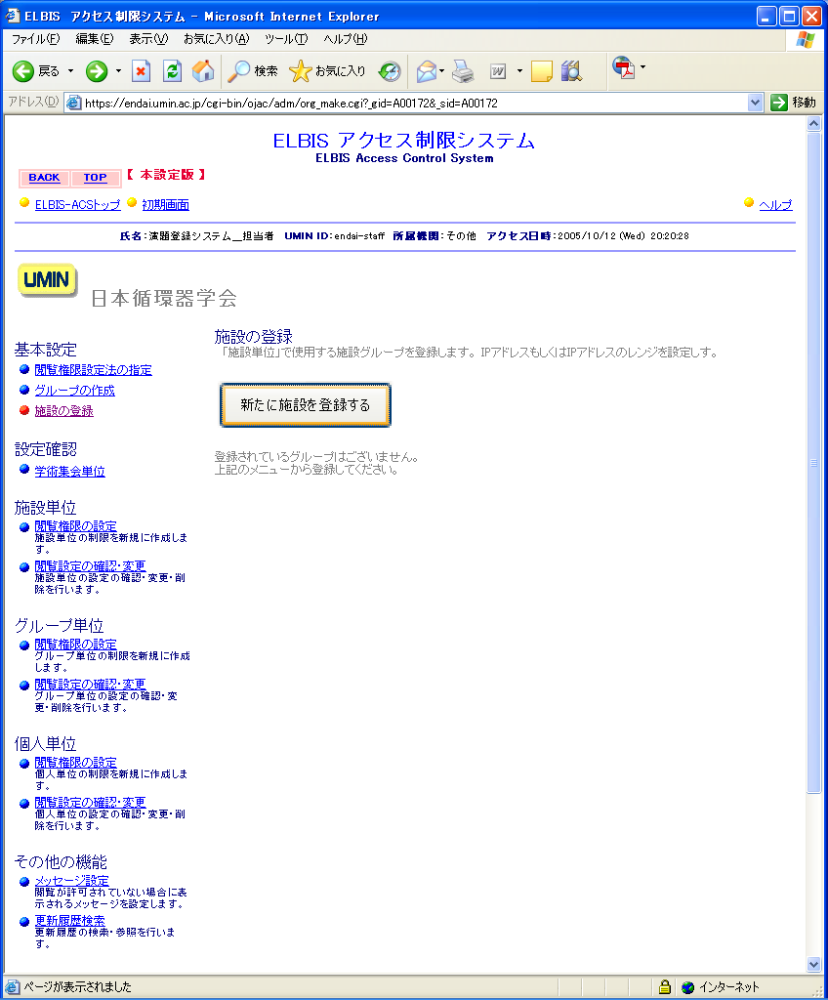 ELBIS アクセス制限システム - Microsoft Internet Explorer
ファイル(F) 編集(E) 表示(V) お気に入り(A) ツール(T) ヘルプ(H)
戻る 検索 お気に入り
アドレス(D) https://endai.umin.ac.jp/cgi-bin/ojac/adm/org_make.cgi?_gid=A00172&_sid=A00172 移動
ELBIS アクセス制限システム
ELBIS Access Control System
BACK TOP 【 本設定版 】
ELBIS-ACSトップ 初期画面 ヘルプ
氏名:演題登録システム__担当者 UMIN ID:endai-staff 所属機関:その他 アクセス日時:2005/10/12 (Wed) 20:20:28
UMIN 日本循環器学会
基本設定
閲覧権限設定法の指定
グループの作成
施設の登録
設定確認
学術集会単位
施設単位
閲覧権限の設定
施設単位の制限を新規に作成しま
す。
閲覧設定の確認・変更
施設単位の設定の確認・変更・削
除を行います。
グループ単位
閲覧権限の設定
グループ単位の制限を新規に作成
します。
閲覧設定の確認・変更
グループ単位の設定の確認・変
更・削除を行います。
個人単位
閲覧権限の設定
個人単位の制限を新規に作成しま
す。
閲覧設定の確認・変更
個人単位の設定の確認・変更・削
除を行います。
その他の機能
メッセージ設定
閲覧が許可されていない場合に表
示されるメッセージを設定します。
更新履歴検索
更新履歴の検索・参照を行いま
す。
施設の登録
「施設単位」で使用する施設グループを登録します。IPアドレスもしくはIPアドレスのレンジを設定しす。
新たに施設を登録する
登録されているグループはございません。
上記のメニューから登録してください。
ページが表示されました インターネット